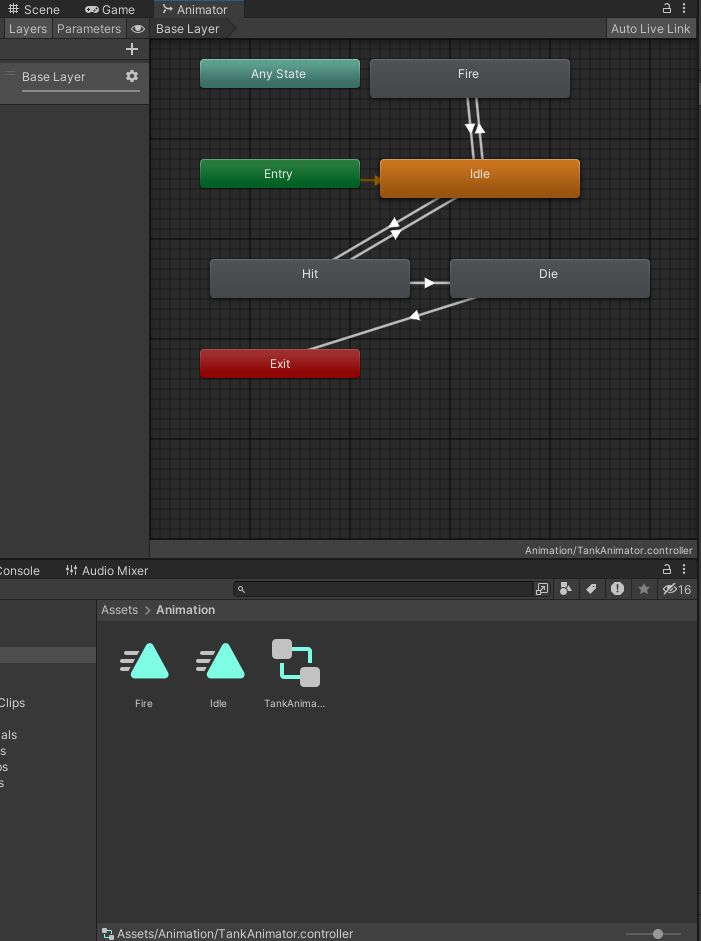 Scene Game Animator
Layers Parameters Base Layer Auto Live Link
Base Layer
Any State
Fire
Entry
Idle
Hit
Die
Exit
Animation/TankAnimator.controller
Console Audio Mixer
16
Assets > Animation
Fire
Idle
TankAnima...
Clips
als
s
os
s
Assets/Animation/TankAnimator.controller